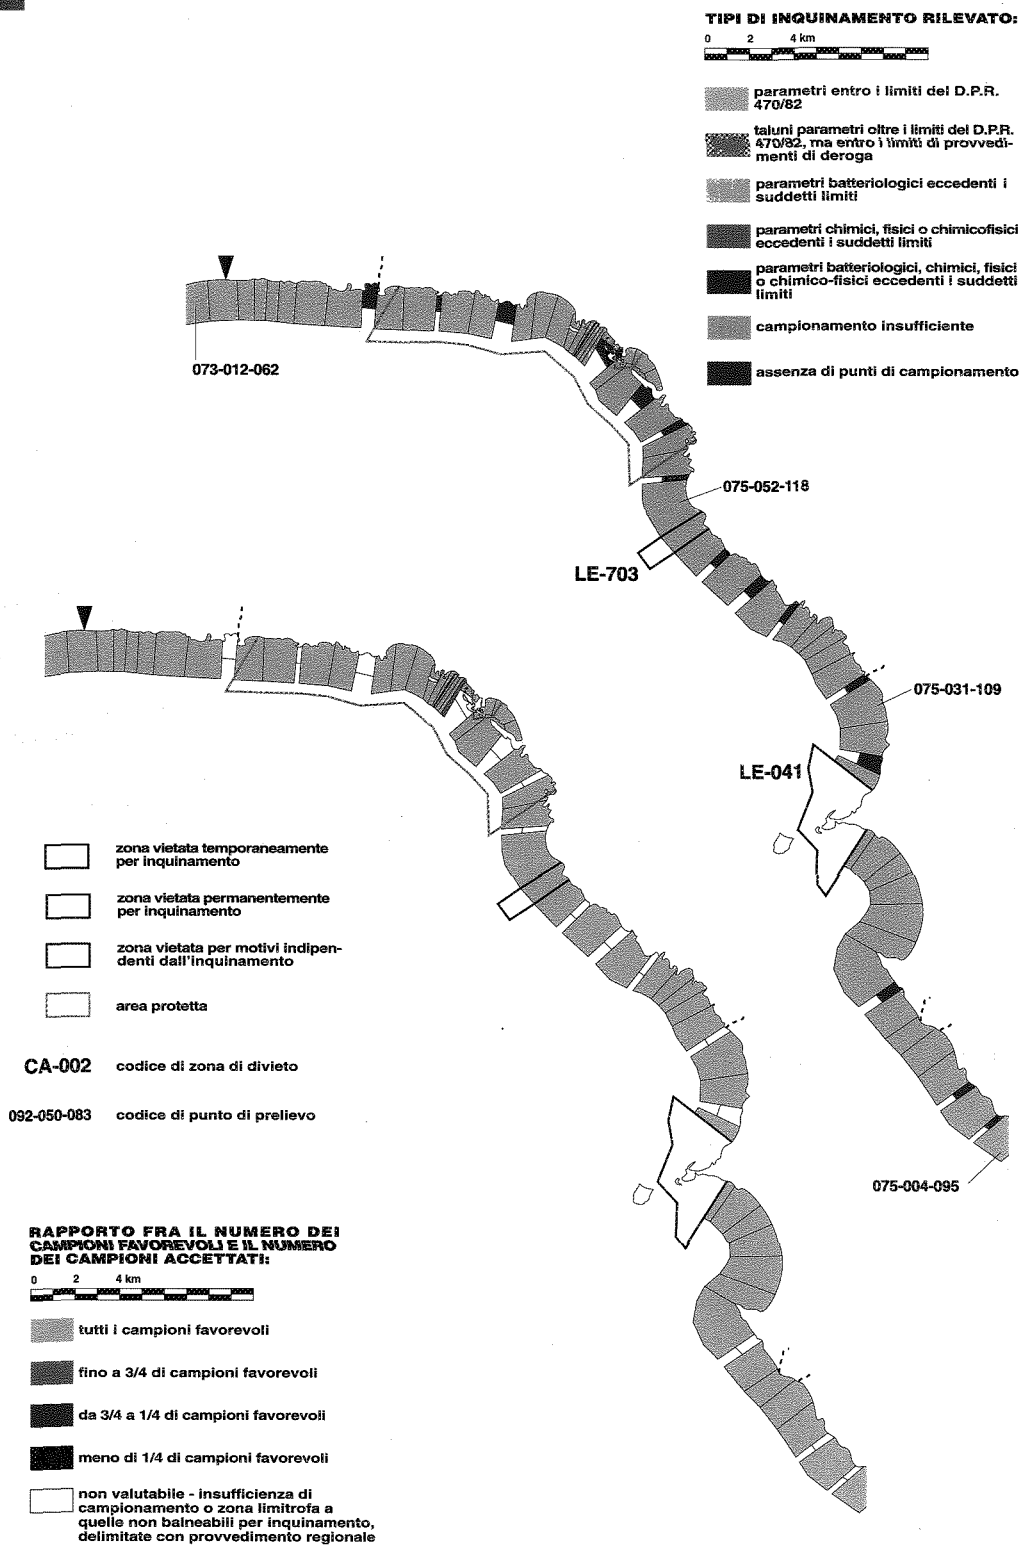 TIPI DI INQUINAMENTO RILEVATO:
0 2 4 km
parametri entro i limiti del D.P.R.
470/82
taluni parametri oltre i limiti del D.P.R.
470/82, ma entro i limiti di provvedi-
menti di deroga
parametri batteriologici eccedenti i
suddetti limiti
parametri chimici, fisici o chimicofisici
eccedenti i suddetti limiti
parametri batteriologici, chimici, fisici
o chimico-fisici eccedenti i suddetti
limiti
campionamento insufficiente
assenza di punti di campionamento
073-012-062
075-052-118
LE-703
075-031-109
LE-041
075-004-095
zona vietata temporaneamente
per inquinamento
zona vietata permanentemente
per inquinamento
zona vietata per motivi indipen-
denti dall'inquinamento
area protetta
CA-002 codice di zona di divieto
092-050-083 codice di punto di prelievo
RAPPORTO FRA IL NUMERO DEI
CAMPIONI FAVOREVOLI E IL NUMERO
DEI CAMPIONI ACCETTATI:
0 2 4 km
tutti i campioni favorevoli
fino a 3/4 di campioni favorevoli
da 3/4 a 1/4 di campioni favorevoli
meno di 1/4 di campioni favorevoli
non valutabile - insufficienza di
campionamento o zona limitrofa a
quelle non balneabili per inquinamento,
delimitate con provvedimento regionale